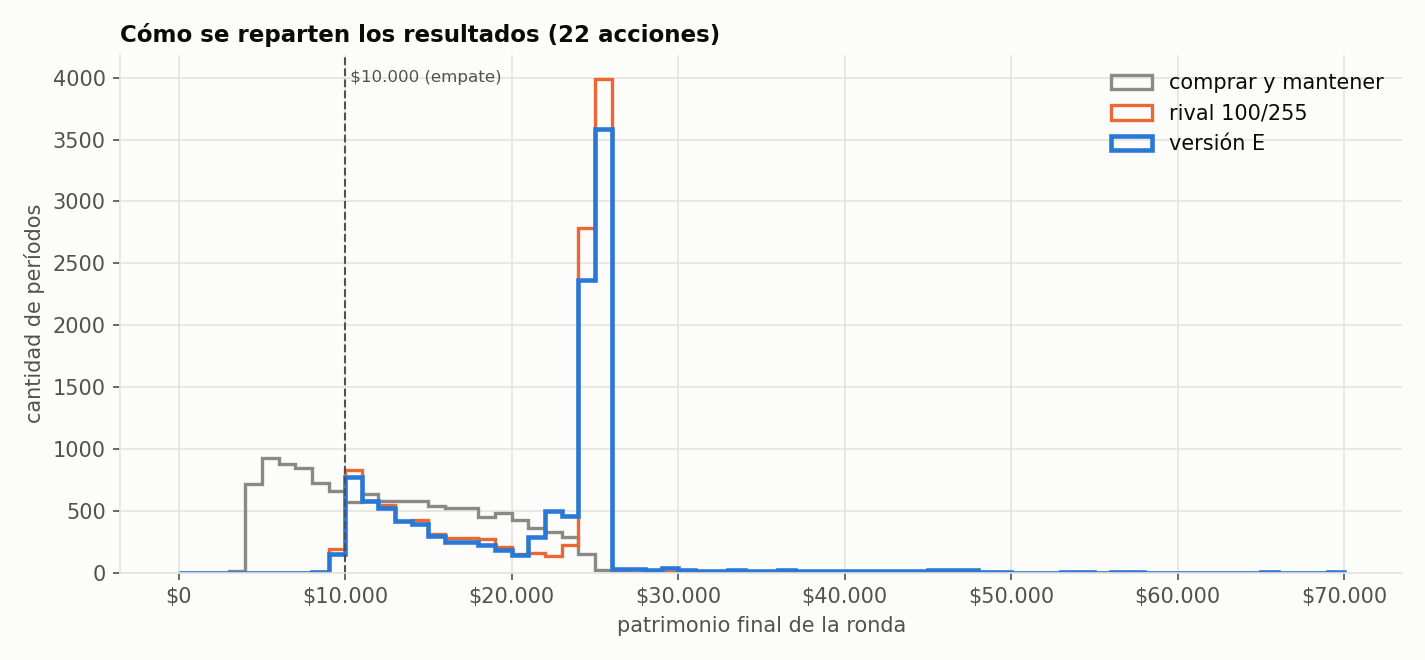 Cómo se reparten los resultados (22 acciones)
$10.000 (empate)
comprar y mantener
rival 100/255
versión E
cantidad de períodos
4000
3500
3000
2500
2000
1500
1000
500
0
$0
$10.000
$20.000
$30.000
$40.000
$50.000
$60.000
$70.000
patrimonio final de la ronda